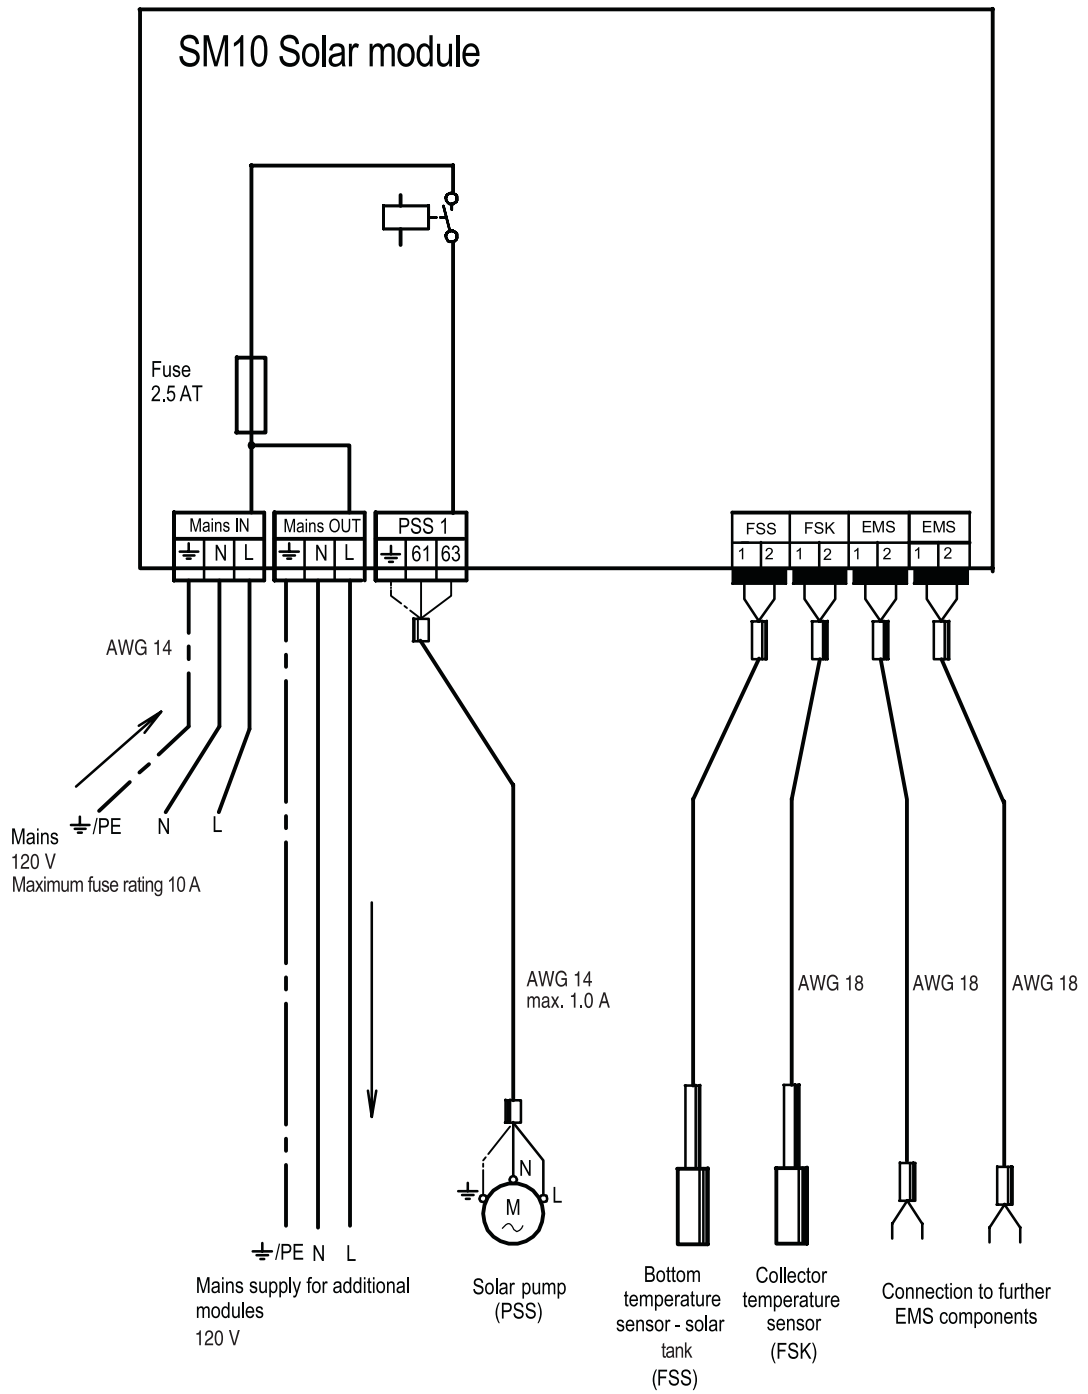 SM10 Solar module
Fuse
2.5 AT
Mains IN
Mains OUT
PSS 1
N L
N L
61 63
FSS
FSK
EMS
EMS
1 2
1 2
1 2
1 2
AWG 14
/PE N L
Mains
120 V
Maximum fuse rating 10 A
AWG 14
max. 1.0 A
AWG 18
AWG 18
AWG 18
N
L
M
/PE N L
Mains supply for additional
modules
120 V
Solar pump
(PSS)
Bottom
temperature
sensor - solar
tank
(FSS)
Collector
temperature
sensor
(FSK)
Connection to further
EMS components